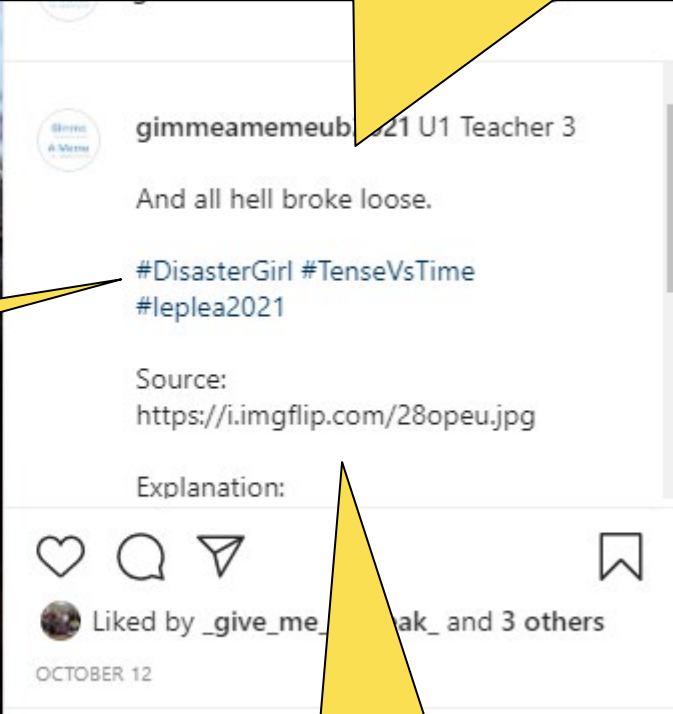 gimmeamemeub 21 U1 Teacher 3
And all hell broke loose.
#DisasterGirl #TenseVsTime
#leplea2021
Source:
https://i.imgflip.com/28opeu.jpg
Explanation:
Liked by _give_me_ ak_ and 3 others
OCTOBER 12